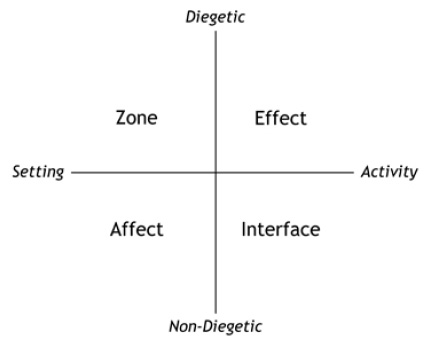 Diegetic
Zone
Effect
Setting
Activity
Affect
Interface
Non-Diegetic